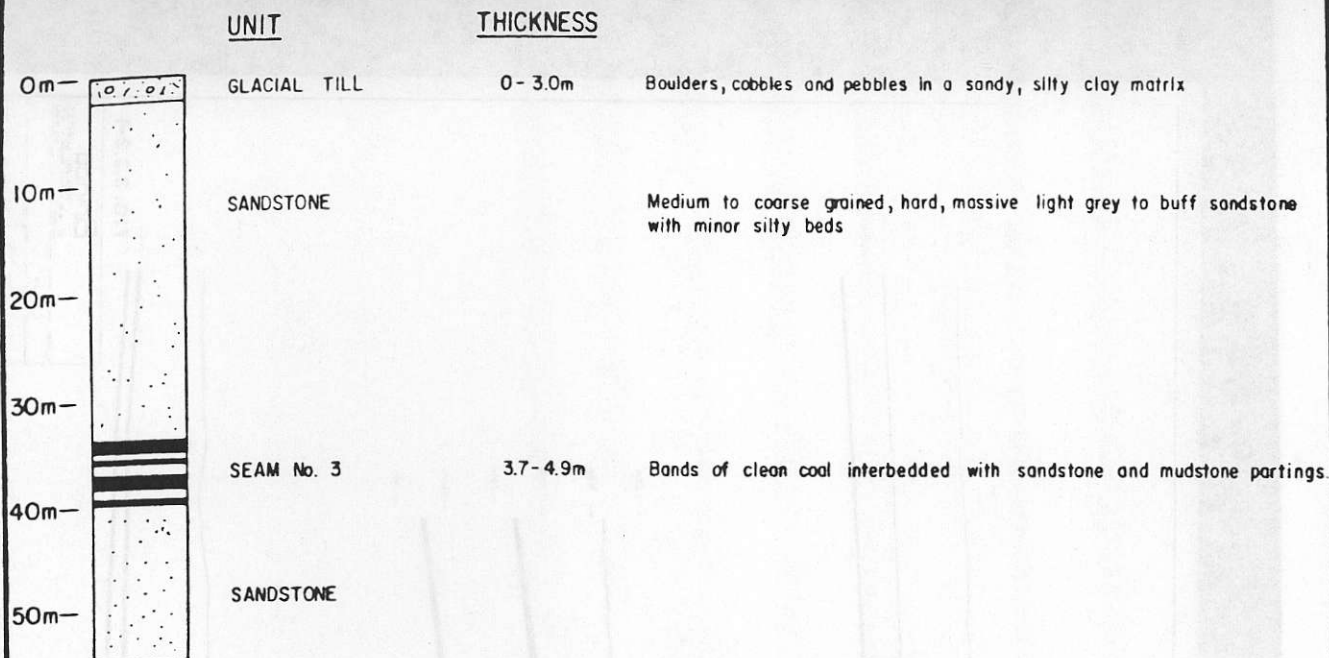 UNIT THICKNESS
0m— GLACIAL TILL 0 - 3.0m Boulders, cobbles and pebbles in a sandy, silty clay matrix
10m— SANDSTONE Medium to coarse grained, hard, massive light grey to buff sandstone
with minor silty beds
20m—
30m—
SEAM No. 3 3.7 - 4.9m Bands of clean coal interbedded with sandstone and mudstone partings.
40m—
SANDSTONE
50m—